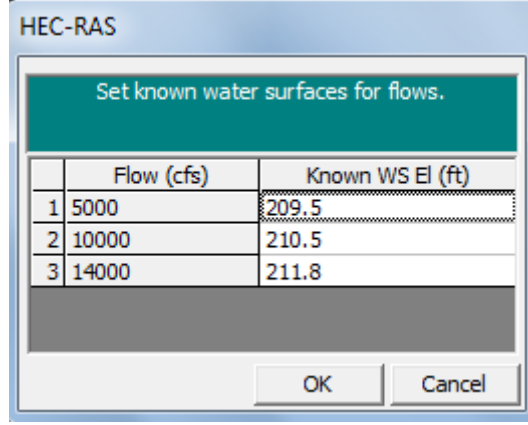 HEC-RAS
Set known water surfaces for flows.
Flow (cfs) Known WS El (ft)
1 5000 209.5
2 10000 210.5
3 14000 211.8
OK Cancel